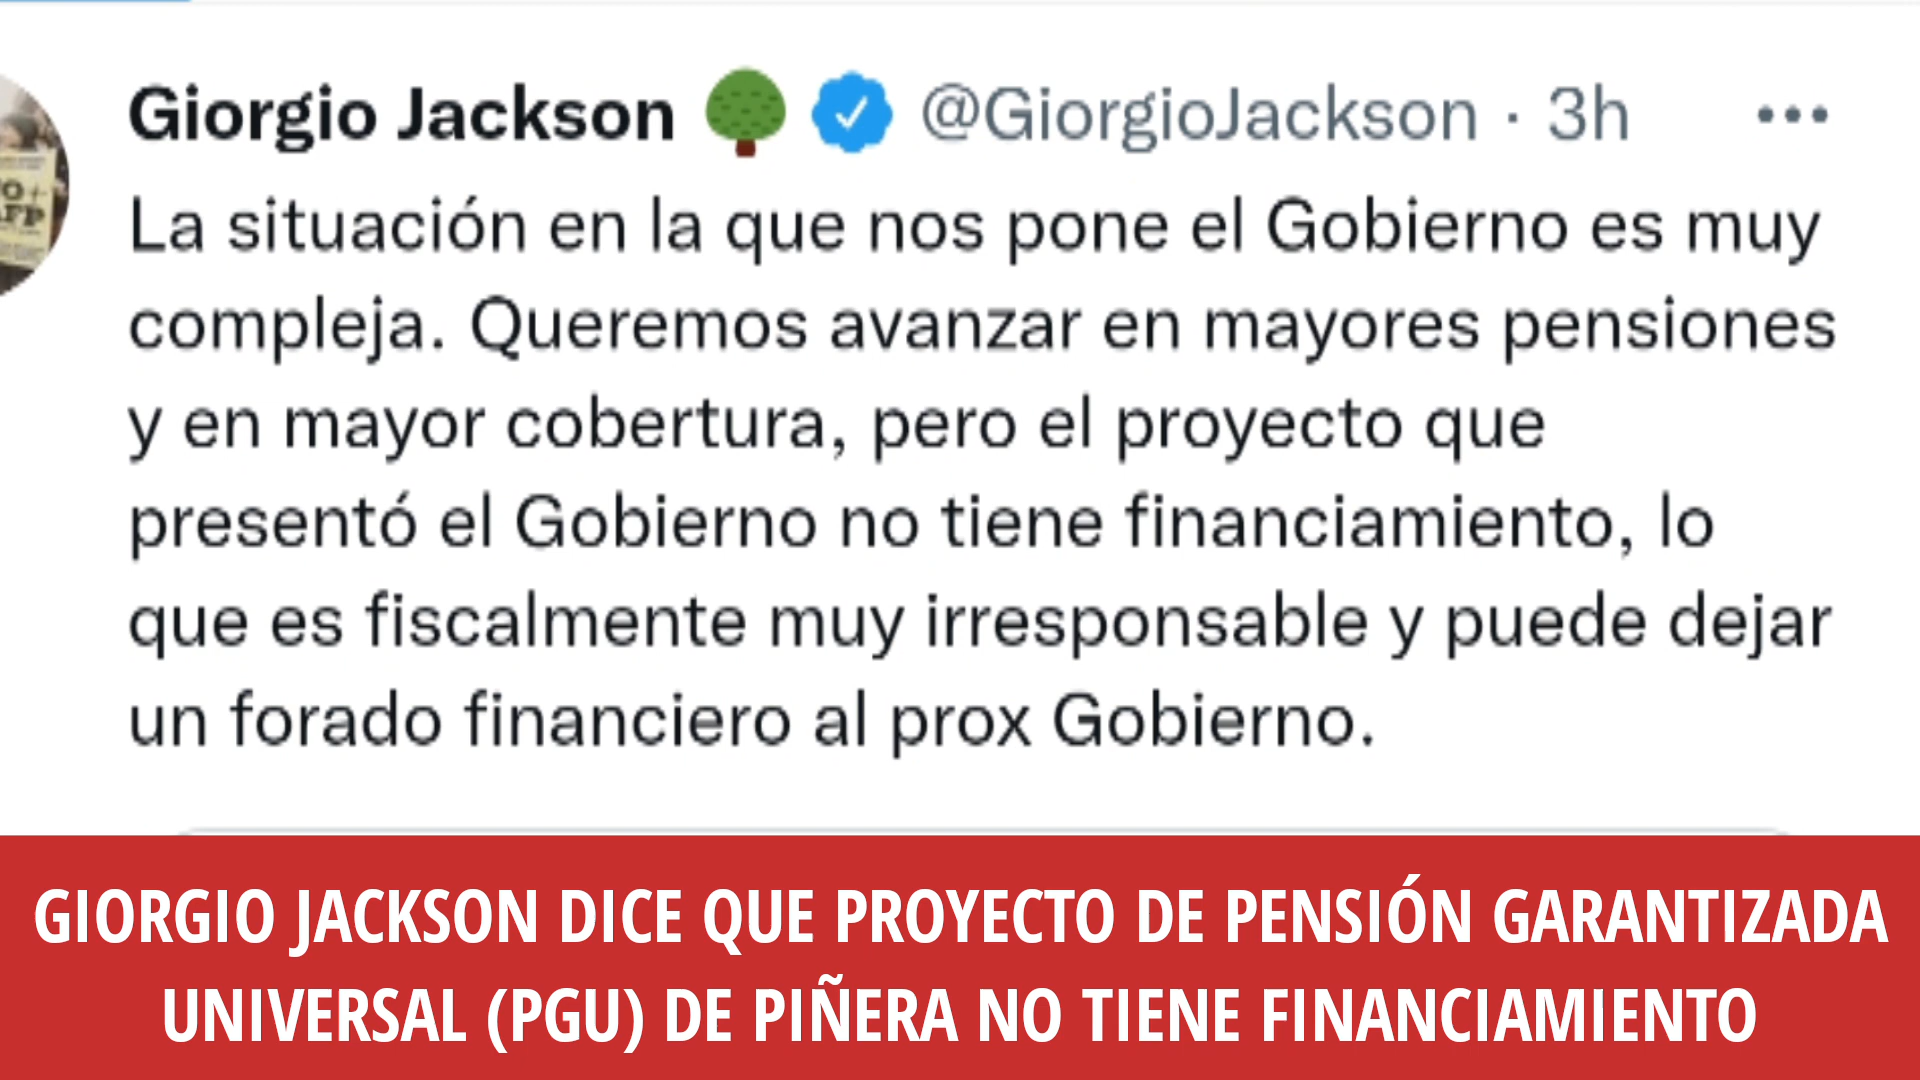 Giorgio Jackson @GiorgioJackson · 3h
La situación en la que nos pone el Gobierno es muy
compleja. Queremos avanzar en mayores pensiones
y en mayor cobertura, pero el proyecto que
presentó el Gobierno no tiene financiamiento, lo
que es fiscalmente muy irresponsable y puede dejar
un forado financiero al prox Gobierno.
GIORGIO JACKSON DICE QUE PROYECTO DE PENSIÓN GARANTIZADA
UNIVERSAL (PGU) DE PIÑERA NO TIENE FINANCIAMIENTO